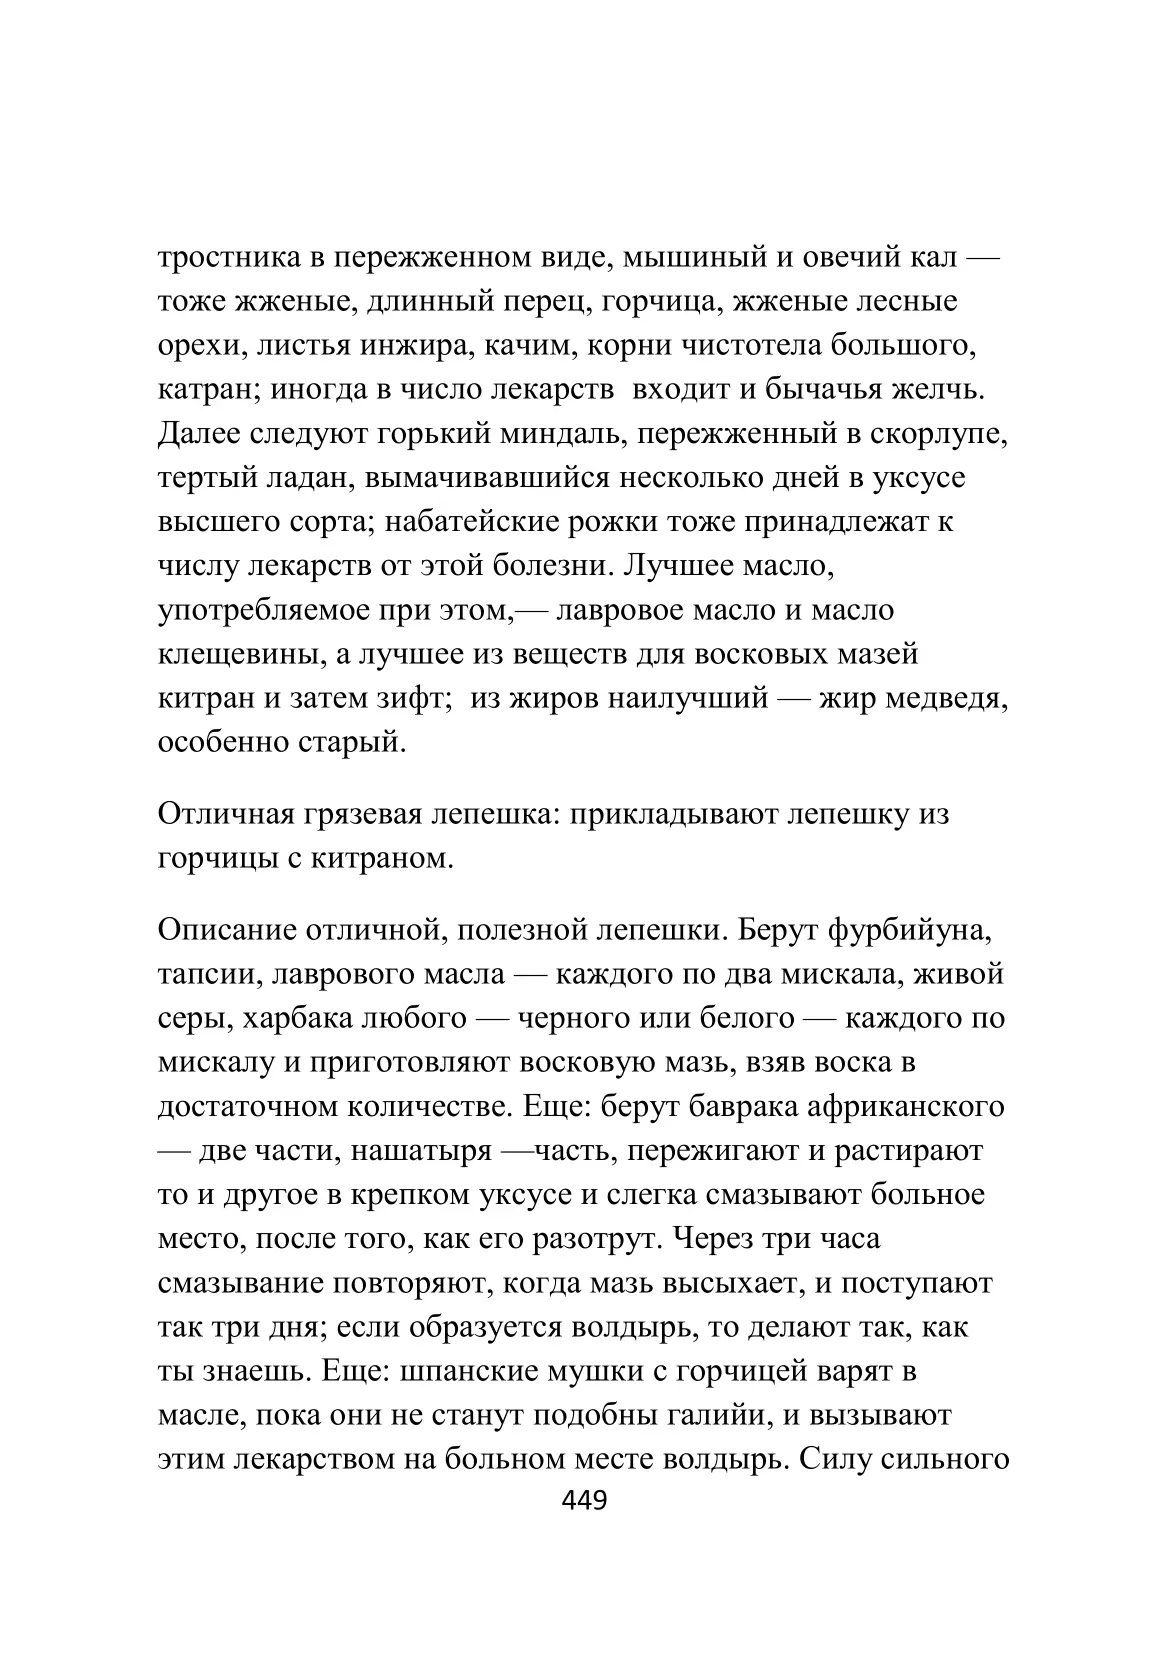 тростника в пережженном виде, мышиный и овечий кал —
тоже жженые, длинный перец, горчица, жженые лесные
орехи, листья инжира, качим, корни чистотела большого,
катран; иногда в число лекарств  входит и бычачья желчь.
Далее следуют горький миндаль, пережженный в скорлупе,
тертый ладан, вымачивавшийся несколько дней в уксусе
высшего сорта; набатейские рожки тоже принадлежат к
числу лекарств от этой болезни. Лучшее масло,
употребляемое при этом,— лавровое масло и масло
клещевины, а лучшее из веществ для восковых мазей
китран и затем зифт;  из жиров наилучший — жир медведя,
особенно старый.
Отличная грязевая лепешка: прикладывают лепешку из
горчицы с китраном.
Описание отличной, полезной лепешки. Берут фурбийуна,
тапсии, лаврового масла — каждого по два мискала, живой
серы, харбака любого — черного или белого — каждого по
мискалу и приготовляют восковую мазь, взяв воска в
достаточном количестве. Еще: берут баврака африканского
— две части, нашатыря —часть, пережигают и растирают
то и другое в крепком уксусе и слегка смазывают больное
место, после того, как его разотрут. Через три часа
смазывание повторяют, когда мазь высыхает, и поступают
так три дня; если образуется волдырь, то делают так, как
ты знаешь. Еще: шпанские мушки с горчицей варят в
масле, пока они не станут подобны галийи, и вызывают
этим лекарством на больном месте волдырь. Силу сильного
449